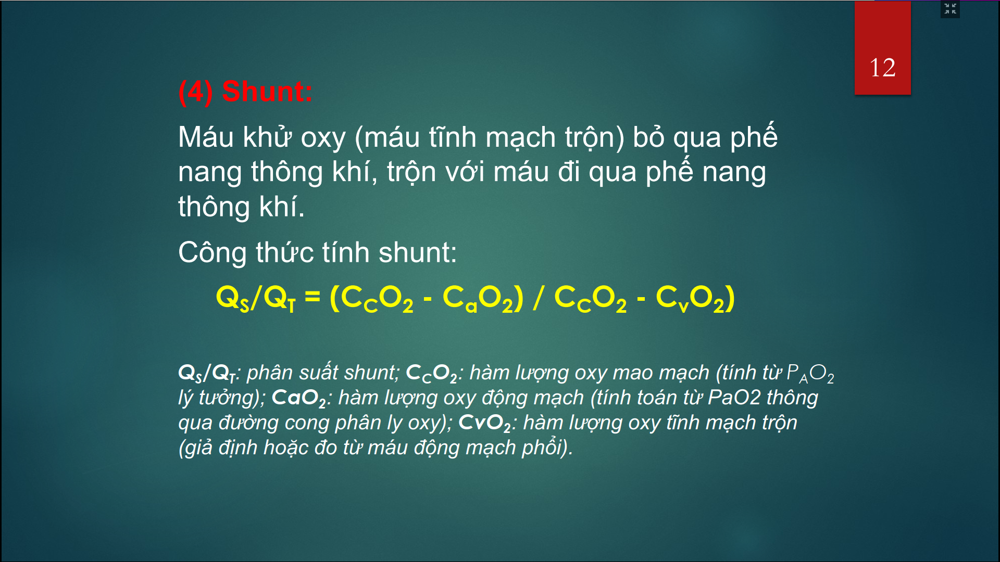 12
(4) Shunt:
Máu khử oxy (máu tĩnh mạch trộn) bỏ qua phế
nang thông khí, trộn với máu đi qua phế nang
thông khí.
Công thức tính shunt:
Q_S/Q_T = (C_CO_2 - C_aO_2) / C_CO_2 - C_vO_2)
Q_S/Q_T: phân suất shunt; C_CO_2: hàm lượng oxy mao mạch (tính từ P_AO_2
lý tưởng); CaO_2: hàm lượng oxy động mạch (tính toán từ PaO2 thông
qua đường cong phân ly oxy); CvO_2: hàm lượng oxy tĩnh mạch trộn
(giả định hoặc đo từ máu động mạch phổi).